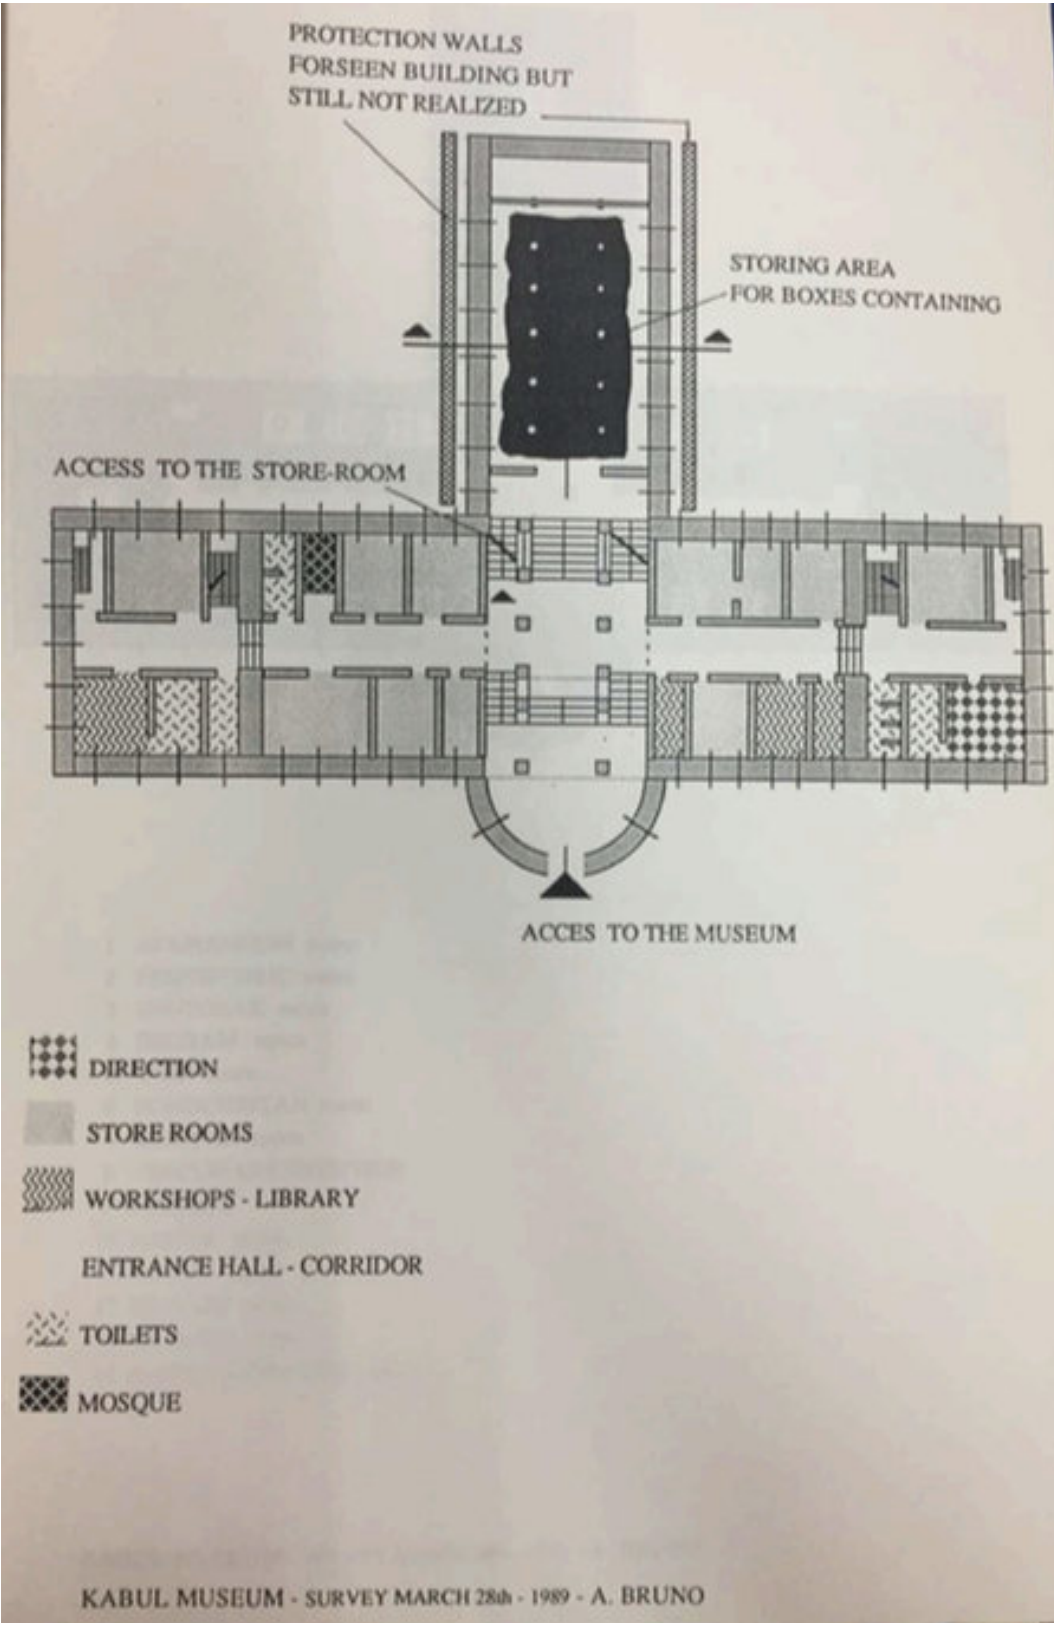 PROTECTION WALLS
FORSEEN BUILDING BUT
STILL NOT REALIZED
STORING AREA
FOR BOXES CONTAINING
ACCESS TO THE STORE-ROOM
ACCES TO THE MUSEUM
DIRECTION
STORE ROOMS
WORKSHOPS - LIBRARY
ENTRANCE HALL - CORRIDOR
TOILETS
MOSQUE
KABUL MUSEUM - SURVEY MARCH 28th - 1989 - A. BRUNO